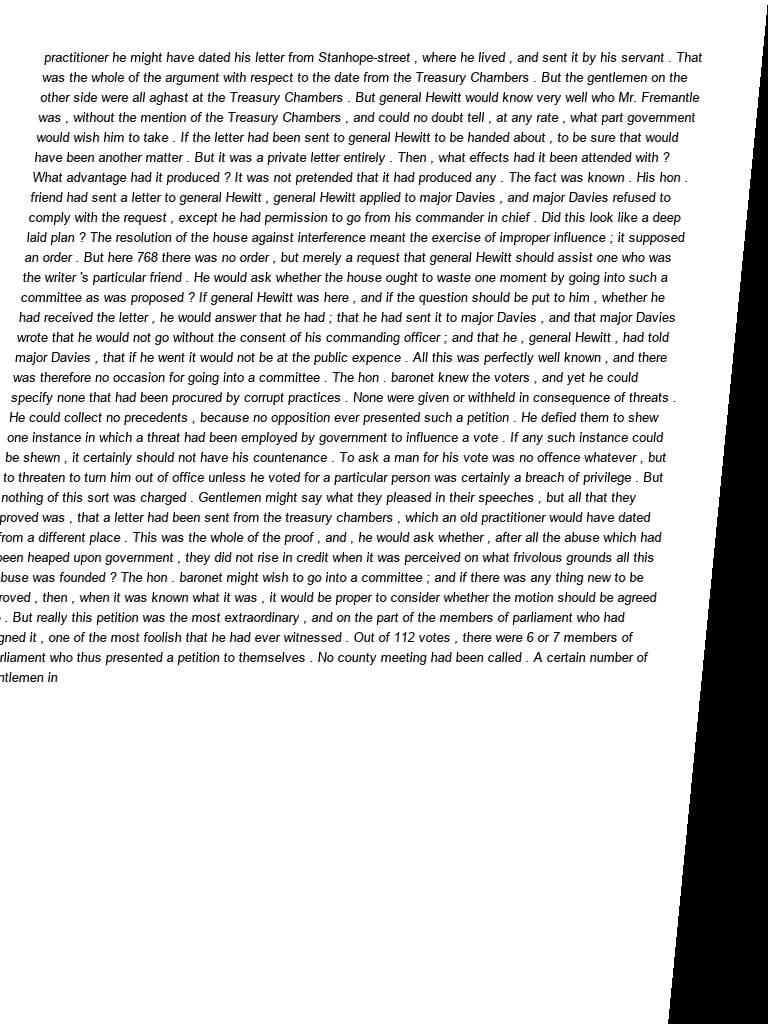 practitioner he might have dated his letter from Stanhope-street , where he lived , and sent it by his servant . That
was the whole of the argument with respect to the date from the Treasury Chambers . But the gentlemen on the
other side were all aghast at the Treasury Chambers . But general Hewitt would know very well who Mr. Fremantle
was , without the mention of the Treasury Chambers , and could no doubt tell , at any rate , what part government
would wish him to take . If the letter had been sent to general Hewitt to be handed about , to be sure that would
have been another matter . But it was a private letter entirely . Then , what effects had it been attended with ?
What advantage had it produced ? It was not pretended that it had produced any . The fact was known . His hon .
friend had sent a letter to general Hewitt , general Hewitt applied to major Davies , and major Davies refused to
comply with the request , except he had permission to go from his commander in chief . Did this look like a deep
laid plan ? The resolution of the house against interference meant the exercise of improper influence ; it supposed
an order . But here 768 there was no order , but merely a request that general Hewitt should assist one who was
the writer 's particular friend . He would ask whether the house ought to waste one moment by going into such a
committee as was proposed ? If general Hewitt was here , and if the question should be put to him , whether he
had received the letter , he would answer that he had ; that he had sent it to major Davies , and that major Davies
wrote that he would not go without the consent of his commanding officer ; and that he , general Hewitt , had told
major Davies , that if he went it would not be at the public expence . All this was perfectly well known , and there
was therefore no occasion for going into a committee . The hon . baronet knew the voters , and yet he could
specify none that had been procured by corrupt practices . None were given or withheld in consequence of threats .
He could collect no precedents , because no opposition ever presented such a petition . He defied them to shew
one instance in which a threat had been employed by government to influence a vote . If any such instance could
be shewn , it certainly should not have his countenance . To ask a man for his vote was no offence whatever , but
to threaten to turn him out of office unless he voted for a particular person was certainly a breach of privilege . But
nothing of this sort was charged . Gentlemen might say what they pleased in their speeches , but all that they
proved was , that a letter had been sent from the treasury chambers , which an old practitioner would have dated
from a different place . This was the whole of the proof , and , he would ask whether , after all the abuse which had
been heaped upon government , they did not rise in credit when it was perceived on what frivolous grounds all this
buse was founded ? The hon . baronet might wish to go into a committee ; and if there was any thing new to be
roved , then , when it was known what it was , it would be proper to consider whether the motion should be agreed
. But really this petition was the most extraordinary , and on the part of the members of parliament who had
gned it , one of the most foolish that he had ever witnessed . Out of 112 votes , there were 6 or 7 members of
rliament who thus presented a petition to themselves . No county meeting had been called . A certain number of
ntlemen in